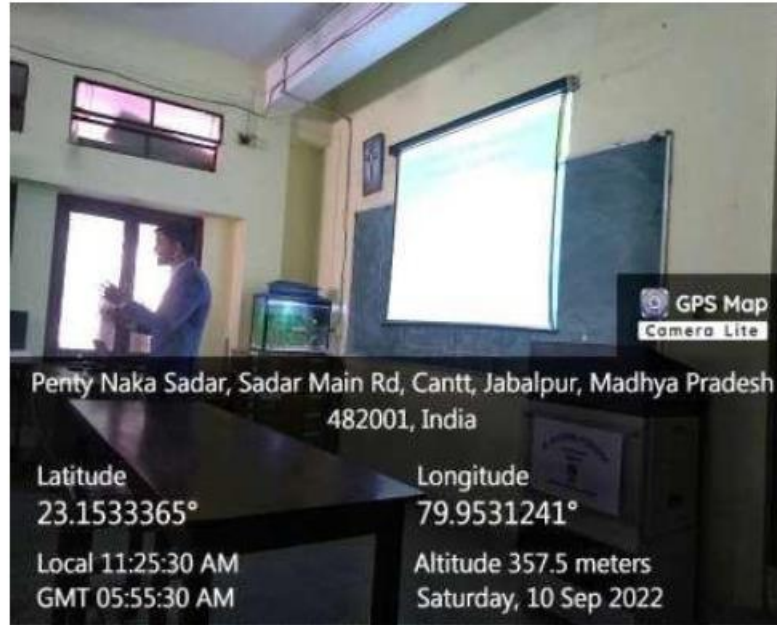 GPS Map
Camera Lite
Penty Naka Sadar, Sadar Main Rd, Cantt, Jabalpur, Madhya Pradesh
482001, India
Latitude
23.1533365°
Longitude
79.9531241°
Local 11:25:30 AM
GMT 05:55:30 AM
Altitude 357.5 meters
Saturday, 10 Sep 2022